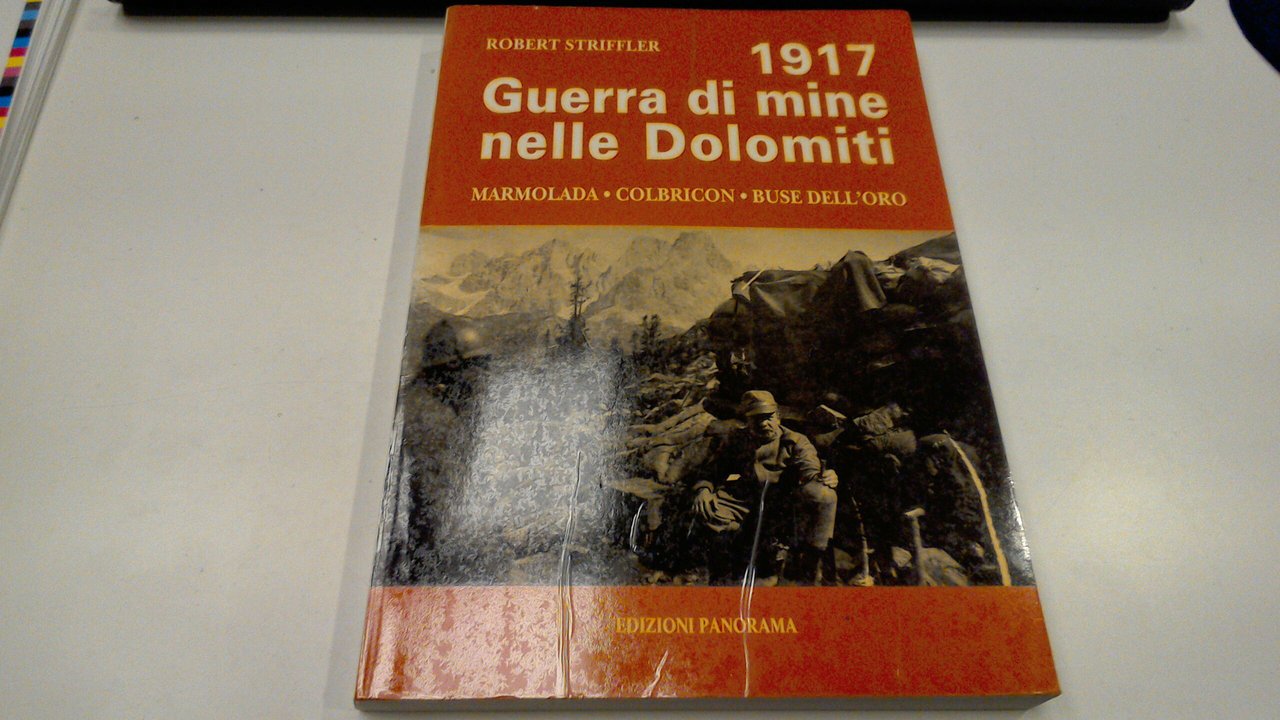 ROBERT STRIFFLER
1917
Guerra di mine
nelle Dolomiti
MARMOLADA • COLBRICON • BUSE DELL'ORO
EDIZIONI PANORAMA